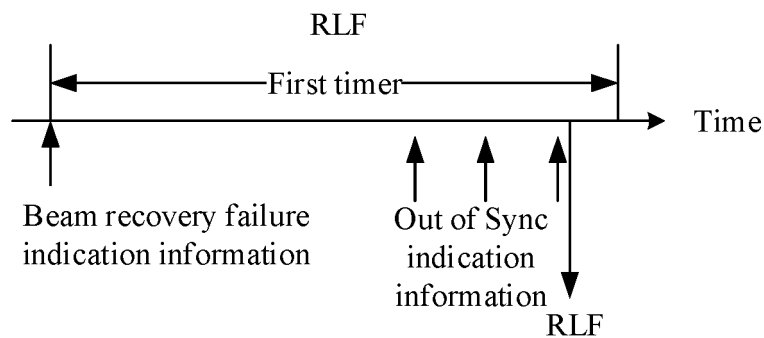 RLF
First timer
Time
Beam recovery failure
indication information
Out of Sync
indication
information
RLF